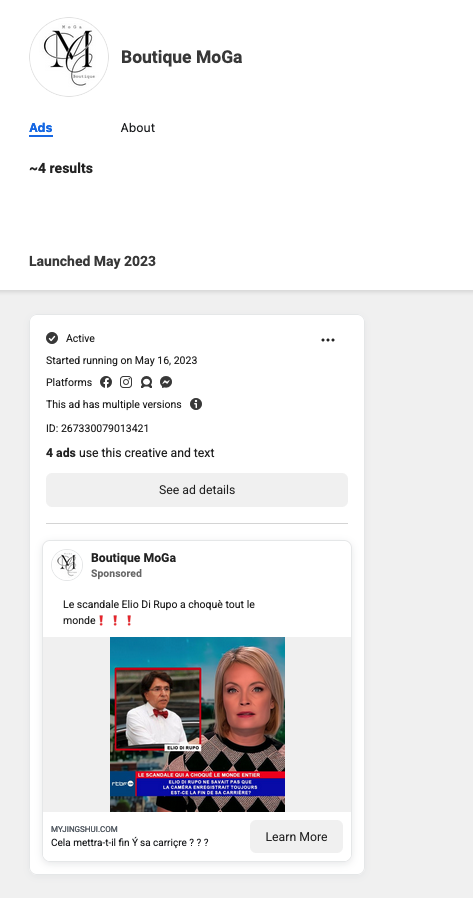 MoGa
M
Boutique
Boutique MoGa
Ads
About
~4 results
Launched May 2023
Active
Started running on May 16, 2023
Platforms
This ad has multiple versions
ID: 267330079013421
4 ads use this creative and text
See ad details
Boutique MoGa
Sponsored
Le scandale Elio Di Rupo a choquè tout le
monde❗❗❗
ELIO DI RUPO
LE SCANDALE QUI A CHOQUÉ LE MONDE ENTIER
rtbf
ELIO DI RUPO NE SAVAIT PAS QUE
LA CAMÉRA ENREGISTRAIT TOUJOURS
EST-CE LA FIN DE SA CARRIÈRE?
MYJINGSHUI.COM
Cela mettra-t-il fin Ý sa carriçre ? ? ?
Learn More